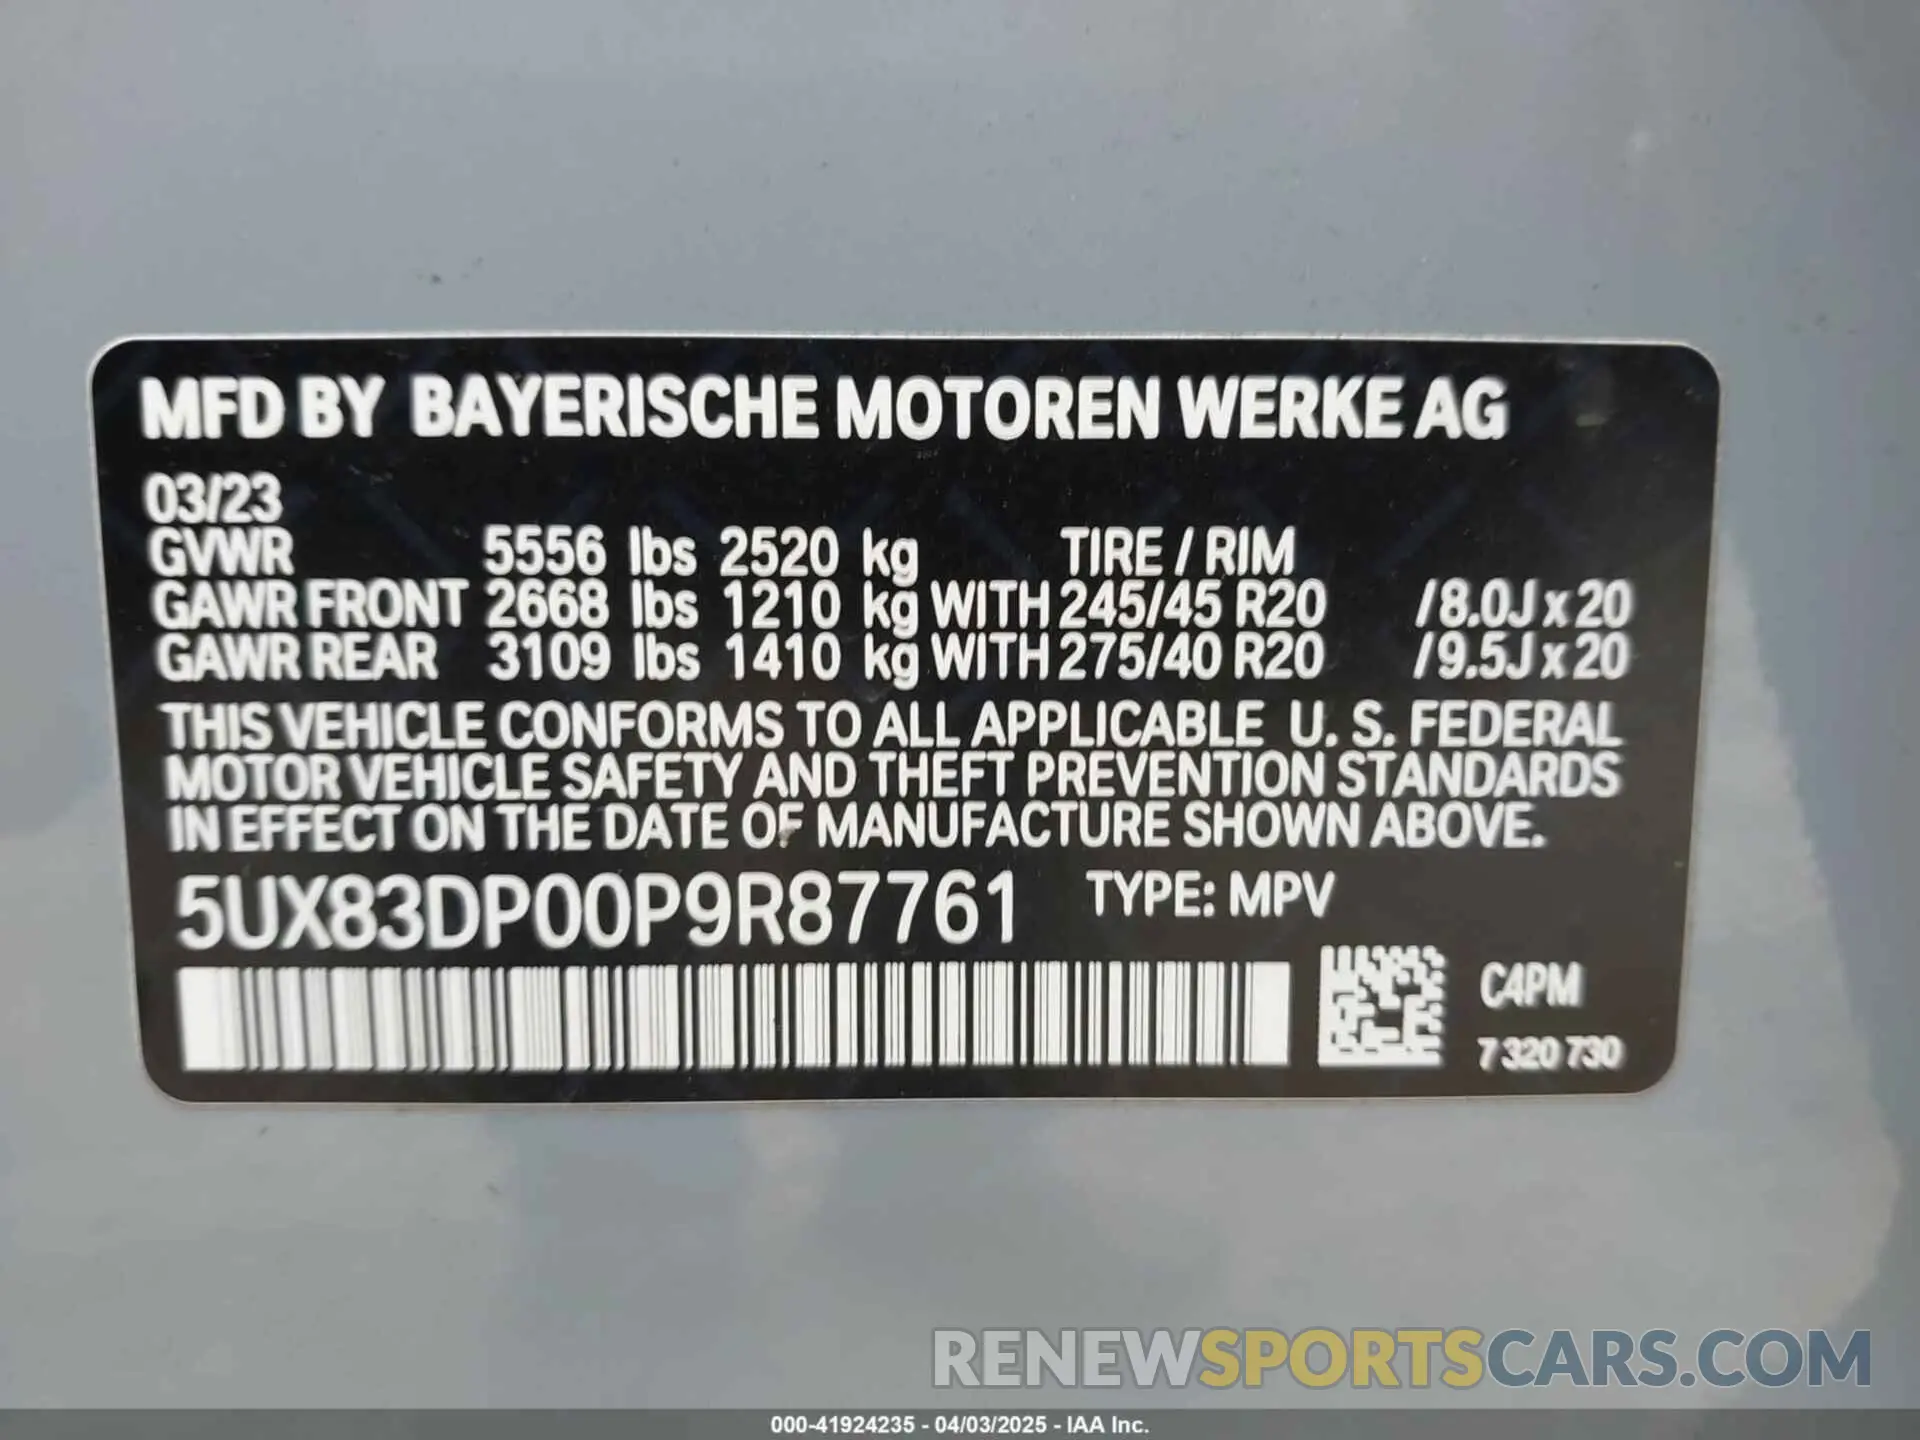 MFD BY BAYERISCHE MOTOREN WERKE AG
03/23
GVWR 5556 lbs 2520 kg TIRE / RIM
GAWR FRONT 2668 lbs 1210 kg WITH 245/45 R20 /8.0J x 20
GAWR REAR 3109 lbs 1410 kg WITH 275/40 R20 /9.5J x 20
THIS VEHICLE CONFORMS TO ALL APPLICABLE U. S. FEDERAL
MOTOR VEHICLE SAFETY AND THEFT PREVENTION STANDARDS
IN EFFECT ON THE DATE OF MANUFACTURE SHOWN ABOVE.
5UX83DP00P9R87761 TYPE: MPV
C4PM
7 320 730
RENEWSPORTSCARS.COM
000-41924235 - 04/03/2025 - IAA Inc.